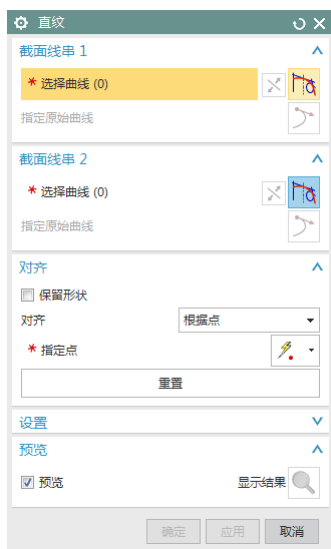 直纹
截面线串 1
* 选择曲线 (0)
指定原始曲线
截面线串 2
* 选择曲线 (0)
指定原始曲线
对齐
保留形状
对齐 根据点
* 指定点
重置
设置
预览
预览 显示结果
确定 应用 取消